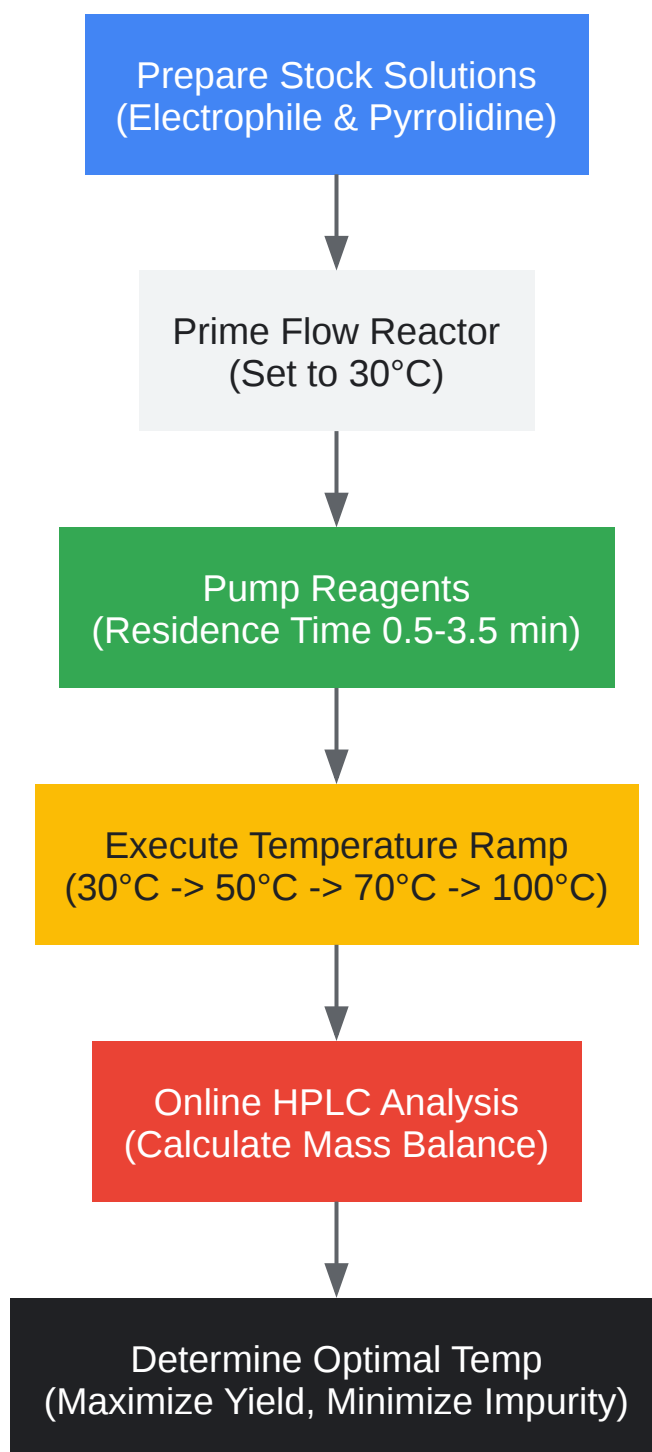 Prepare Stock Solutions
(Electrophile & Pyrrolidine)
Prime Flow Reactor
(Set to 30°C)
Pump Reagents
(Residence Time 0.5-3.5 min)
Execute Temperature Ramp
(30°C -> 50°C -> 70°C -> 100°C)
Online HPLC Analysis
(Calculate Mass Balance)
Determine Optimal Temp
(Maximize Yield, Minimize Impurity)